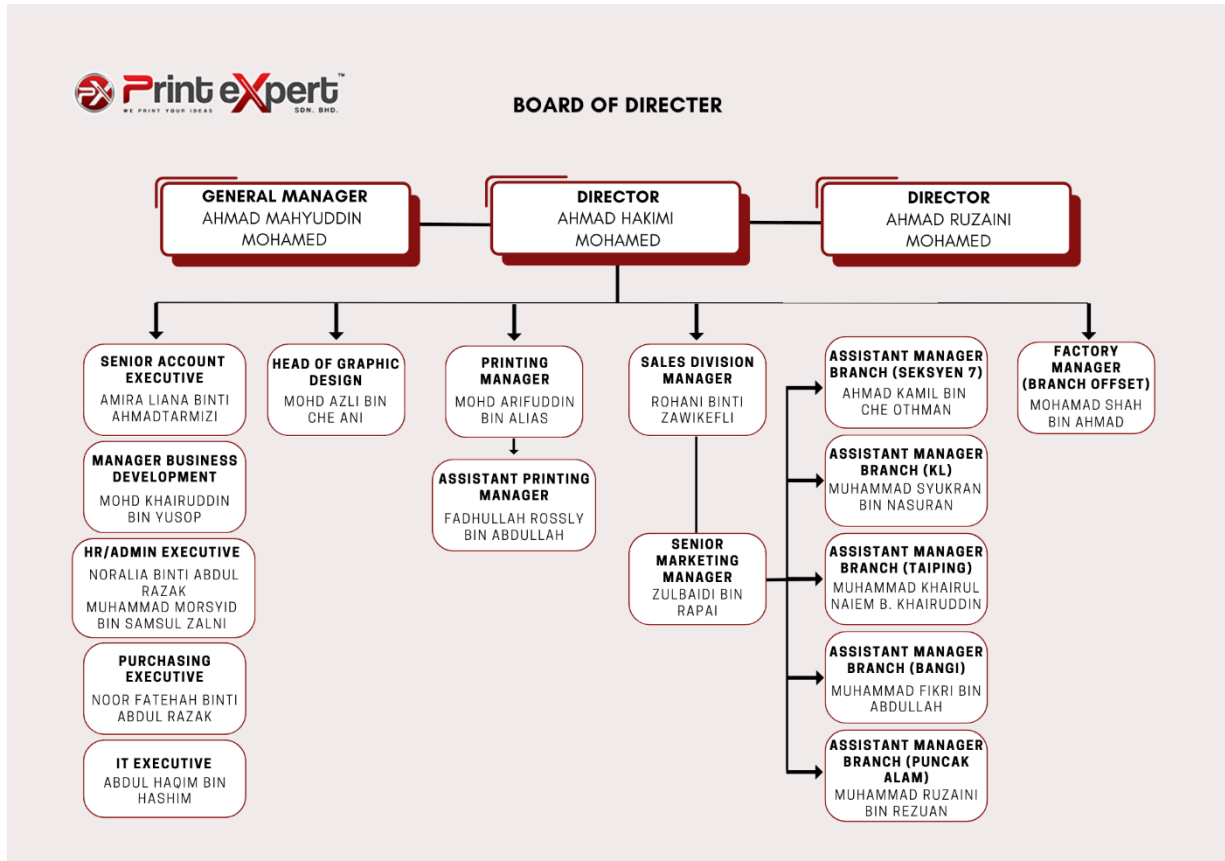 PX Print eXpert™
WE PRINT YOUR IDEAS SDN. BHD.
BOARD OF DIRECTER
GENERAL MANAGER
AHMAD MAHYUDDIN
MOHAMED
DIRECTOR
AHMAD HAKIMI
MOHAMED
DIRECTOR
AHMAD RUZAINI
MOHAMED
SENIOR ACCOUNT
EXECUTIVE
AMIRA LIANA BINTI
AHMADTARMIZI
MANAGER BUSINESS
DEVELOPMENT
MOHD KHAIRUDDIN
BIN YUSOP
HR/ADMIN EXECUTIVE
NORALIA BINTI ABDUL
RAZAK
MUHAMMAD MORSYID
BIN SAMSUL ZALNI
PURCHASING
EXECUTIVE
NOOR FATEHAH BINTI
ABDUL RAZAK
IT EXECUTIVE
ABDUL HAQIM BIN
HASHIM
HEAD OF GRAPHIC
DESIGN
MOHD AZLI BIN
CHE ANI
PRINTING
MANAGER
MOHD ARIFUDDIN
BIN ALIAS
ASSISTANT PRINTING
MANAGER
FADHULLAH ROSSLY
BIN ABDULLAH
SALES DIVISION
MANAGER
ROHANI BINTI
ZAWIKEFLI
SENIOR
MARKETING
MANAGER
ZULBAIDI BIN
RAPAI
ASSISTANT MANAGER
BRANCH (SEKSYEN 7)
AHMAD KAMIL BIN
CHE OTHMAN
ASSISTANT MANAGER
BRANCH (KL)
MUHAMMAD SYUKRAN
BIN NASURAN
ASSISTANT MANAGER
BRANCH (TAIPING)
MUHAMMAD KHAIRUL
NAIEM B. KHAIRUDDIN
ASSISTANT MANAGER
BRANCH (BANGI)
MUHAMMAD FIKRI BIN
ABDULLAH
ASSISTANT MANAGER
BRANCH (PUNCAK
ALAM)
MUHAMMAD RUZAINI
BIN REZUAN
FACTORY
MANAGER
(BRANCH OFFSET)
MOHAMAD SHAH
BIN AHMAD